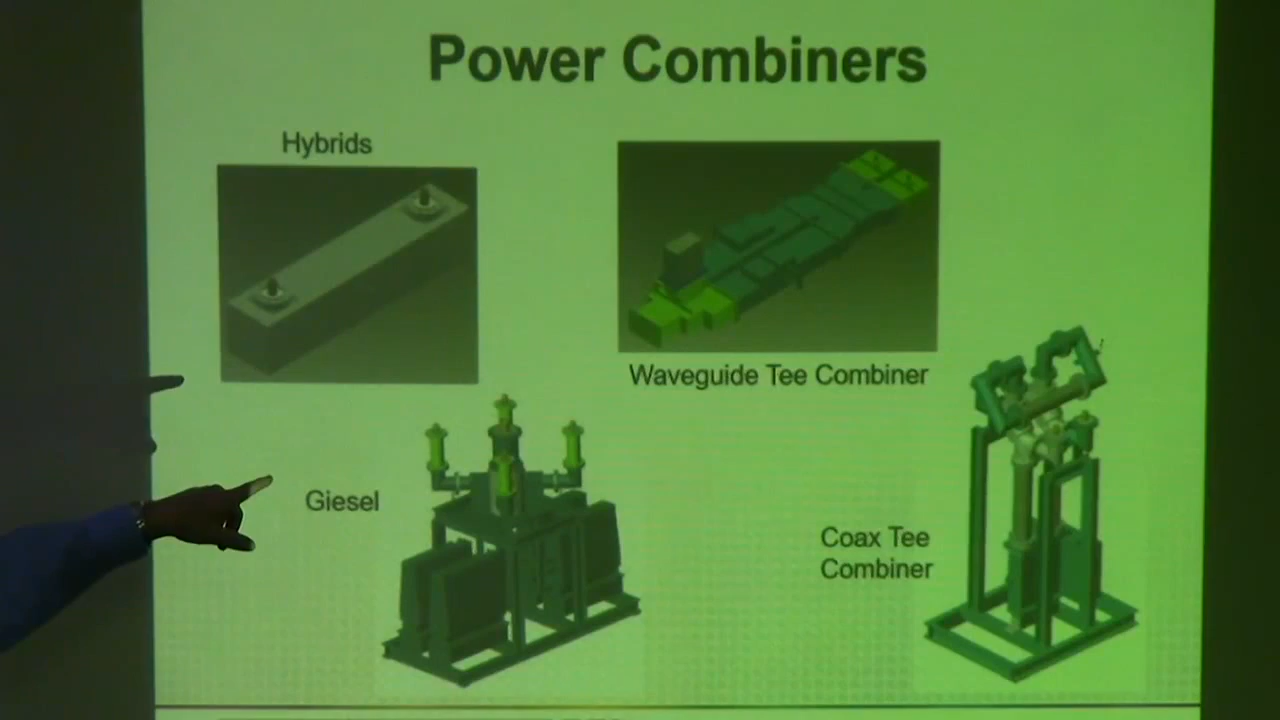 Power Combiners
Hybrids
Waveguide Tee Combiner
Giesel
Coax Tee
Combiner